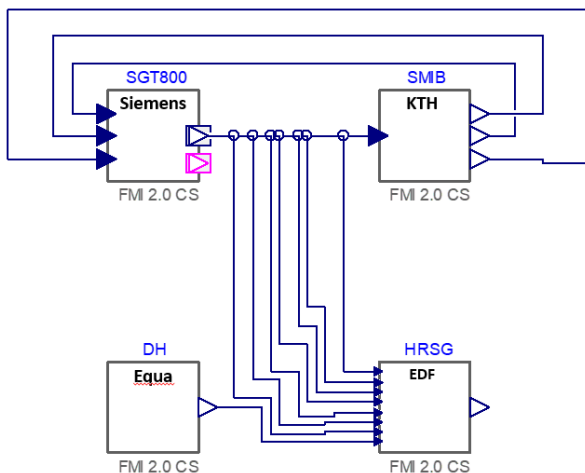 SGT800
SMIB
Siemens
KTH
FMI 2.0 CS
FMI 2.0 CS
DH
HRSG
Equa
EDF
FMI 2.0 CS
FMI 2.0 CS